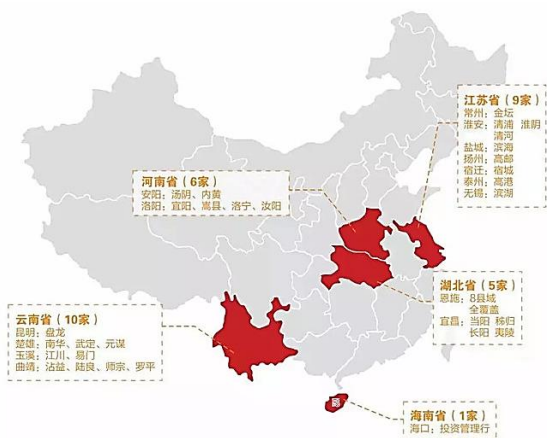 江苏省（9家）
常州：金坛
淮安：清浦 淮阴
清河
盐城：滨海
扬州：高邮
宿迁：宿城
泰州：高港
无锡：滨湖
河南省（6家）
安阳：汤阴、内黄
洛阳：宜阳、嵩县、洛宁、汝阳
湖北省（5家）
恩施：8县域
全覆盖
宜昌：当阳 秭归
长阳 夷陵
云南省（10家）
昆明：盘龙
楚雄：南华、武定、元谋
玉溪：江川、易门
曲靖：沾益、陆良、师宗、罗平
海南省（1家）
海口：投资管理行